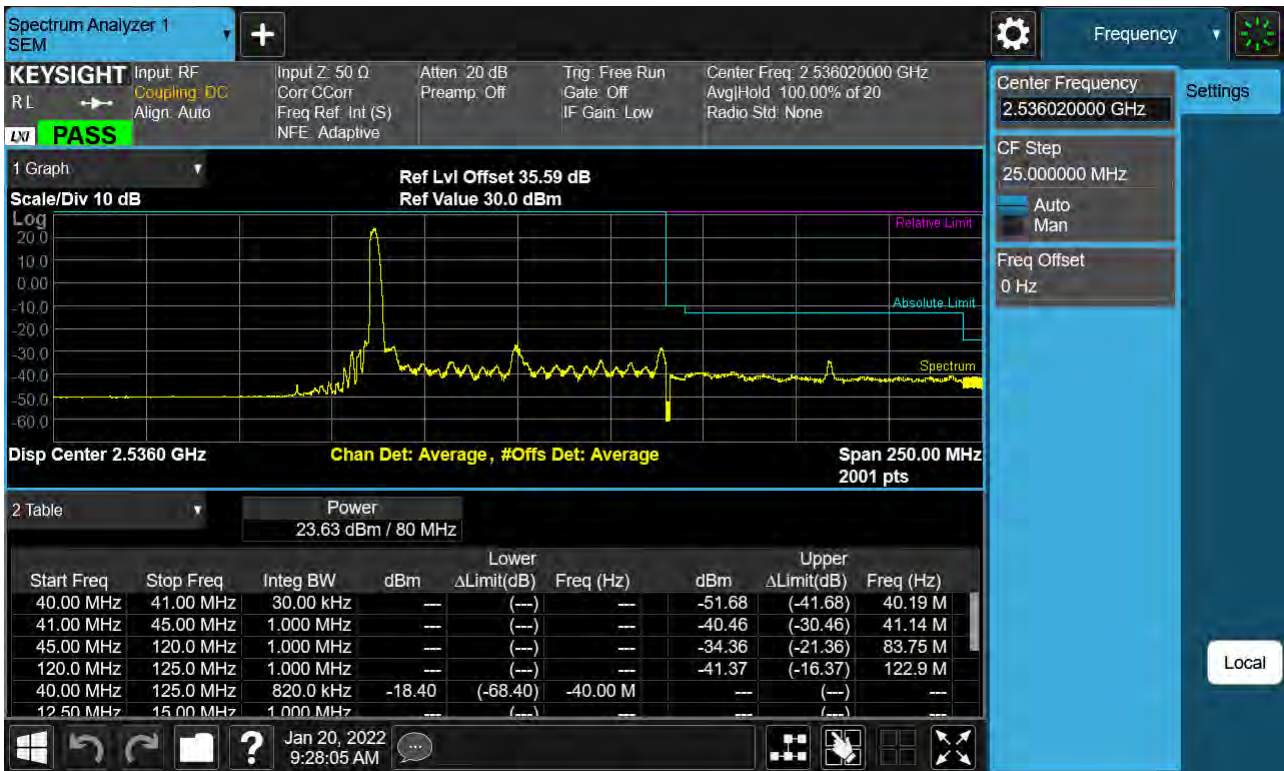 Spectrum Analyzer 1
SEM
Frequency
KEYSIGHT
R L
LXI
PASS
Input: RF
Coupling: DC
Align: Auto
Input Z: 50 Ω
Corr CCorr
Freq Ref: Int (S)
NFE: Adaptive
Atten: 20 dB
Preamp: Off
Trig: Free Run
Gate: Off
IF Gain: Low
Center Freq: 2.536020000 GHz
Avg|Hold: 100.00% of 20
Radio Std: None
Center Frequency
2.536020000 GHz
Settings
CF Step
25.000000 MHz
Auto
Man
Freq Offset
0 Hz
1 Graph
Scale/Div 10 dB
Ref Lvl Offset 35.59 dB
Ref Value 30.0 dBm
Log
20.0
10.0
0.00
-10.0
-20.0
-30.0
-40.0
-50.0
-60.0
Relative Limit
Absolute Limit
Spectrum
Disp Center 2.5360 GHz
Chan Det: Average, #Offs Det: Average
Span 250.00 MHz
2001 pts
2 Table
Power
23.63 dBm / 80 MHz
Lower Upper
Start Freq Stop Freq Integ BW dBm ΔLimit(dB) Freq (Hz) dBm ΔLimit(dB) Freq (Hz)
40.00 MHz 41.00 MHz 30.00 kHz --- (---) --- -51.68 (-41.68) 40.19 M
41.00 MHz 45.00 MHz 1.000 MHz --- (---) --- -40.46 (-30.46) 41.14 M
45.00 MHz 120.0 MHz 1.000 MHz --- (---) --- -34.36 (-21.36) 83.75 M
120.0 MHz 125.0 MHz 1.000 MHz --- (---) --- -41.37 (-16.37) 122.9 M
40.00 MHz 125.0 MHz 820.0 kHz -18.40 (-68.40) -40.00 M --- (---) ---
12.50 MHz 15.00 MHz 1.000 MHz --- (---) --- --- (---) ---
Local
?
Jan 20, 2022
9:28:05 AM